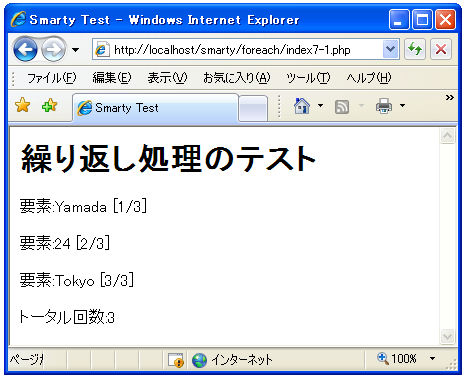 Smarty Test - Windows Internet Explorer
http://localhost/smarty/foreach/index7-1.php
ファイル(F) 編集(E) 表示(V) お気に入り(A) ツール(T) ヘルプ(H)
Smarty Test
繰り返し処理のテスト
要素:Yamada [1/3]
要素:24 [2/3]
要素:Tokyo [3/3]
トータル回数:3
ページが インターネット 100%